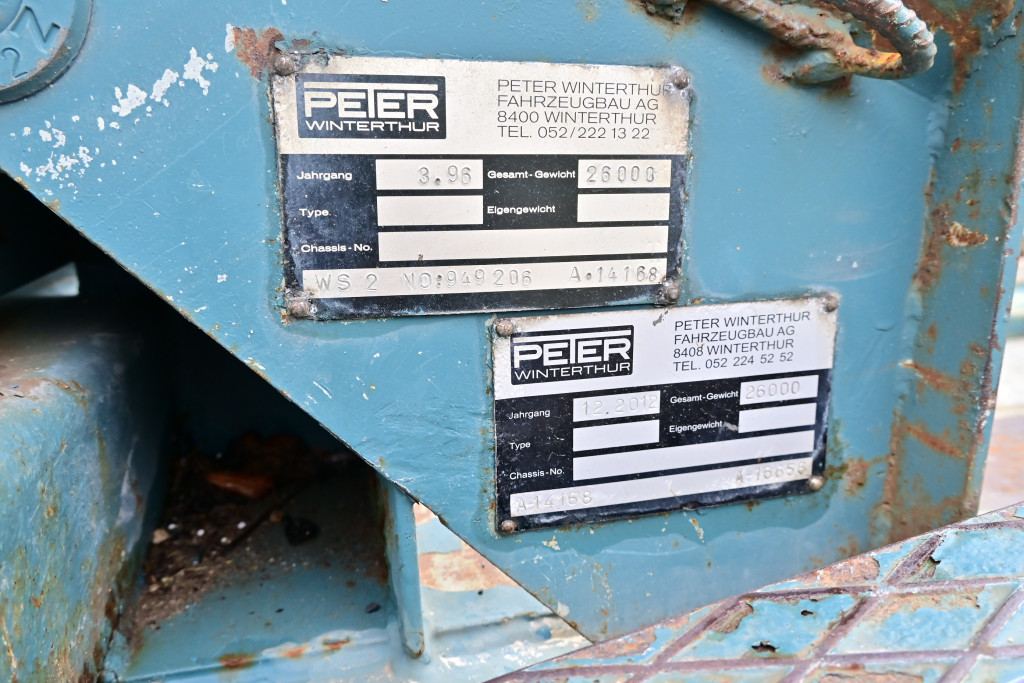 2N
PETER
WINTERTHUR
PETER WINTERTHUR
FAHRZEUGBAU AG
8400 WINTERTHUR
TEL. 052/222 13 22
Jahrgang 3.96 Gesamt-Gewicht 26000
Type Eigengewicht
Chassis-No.
WS 2 NO:949206 A.14168
PETER
WINTERTHUR
PETER WINTERTHUR
FAHRZEUGBAU AG
8408 WINTERTHUR
TEL. 052 224 52 52
Jahrgang 12.2012 Gesamt-Gewicht 26000
Type Eigengewicht
Chassis-No.
A-14168